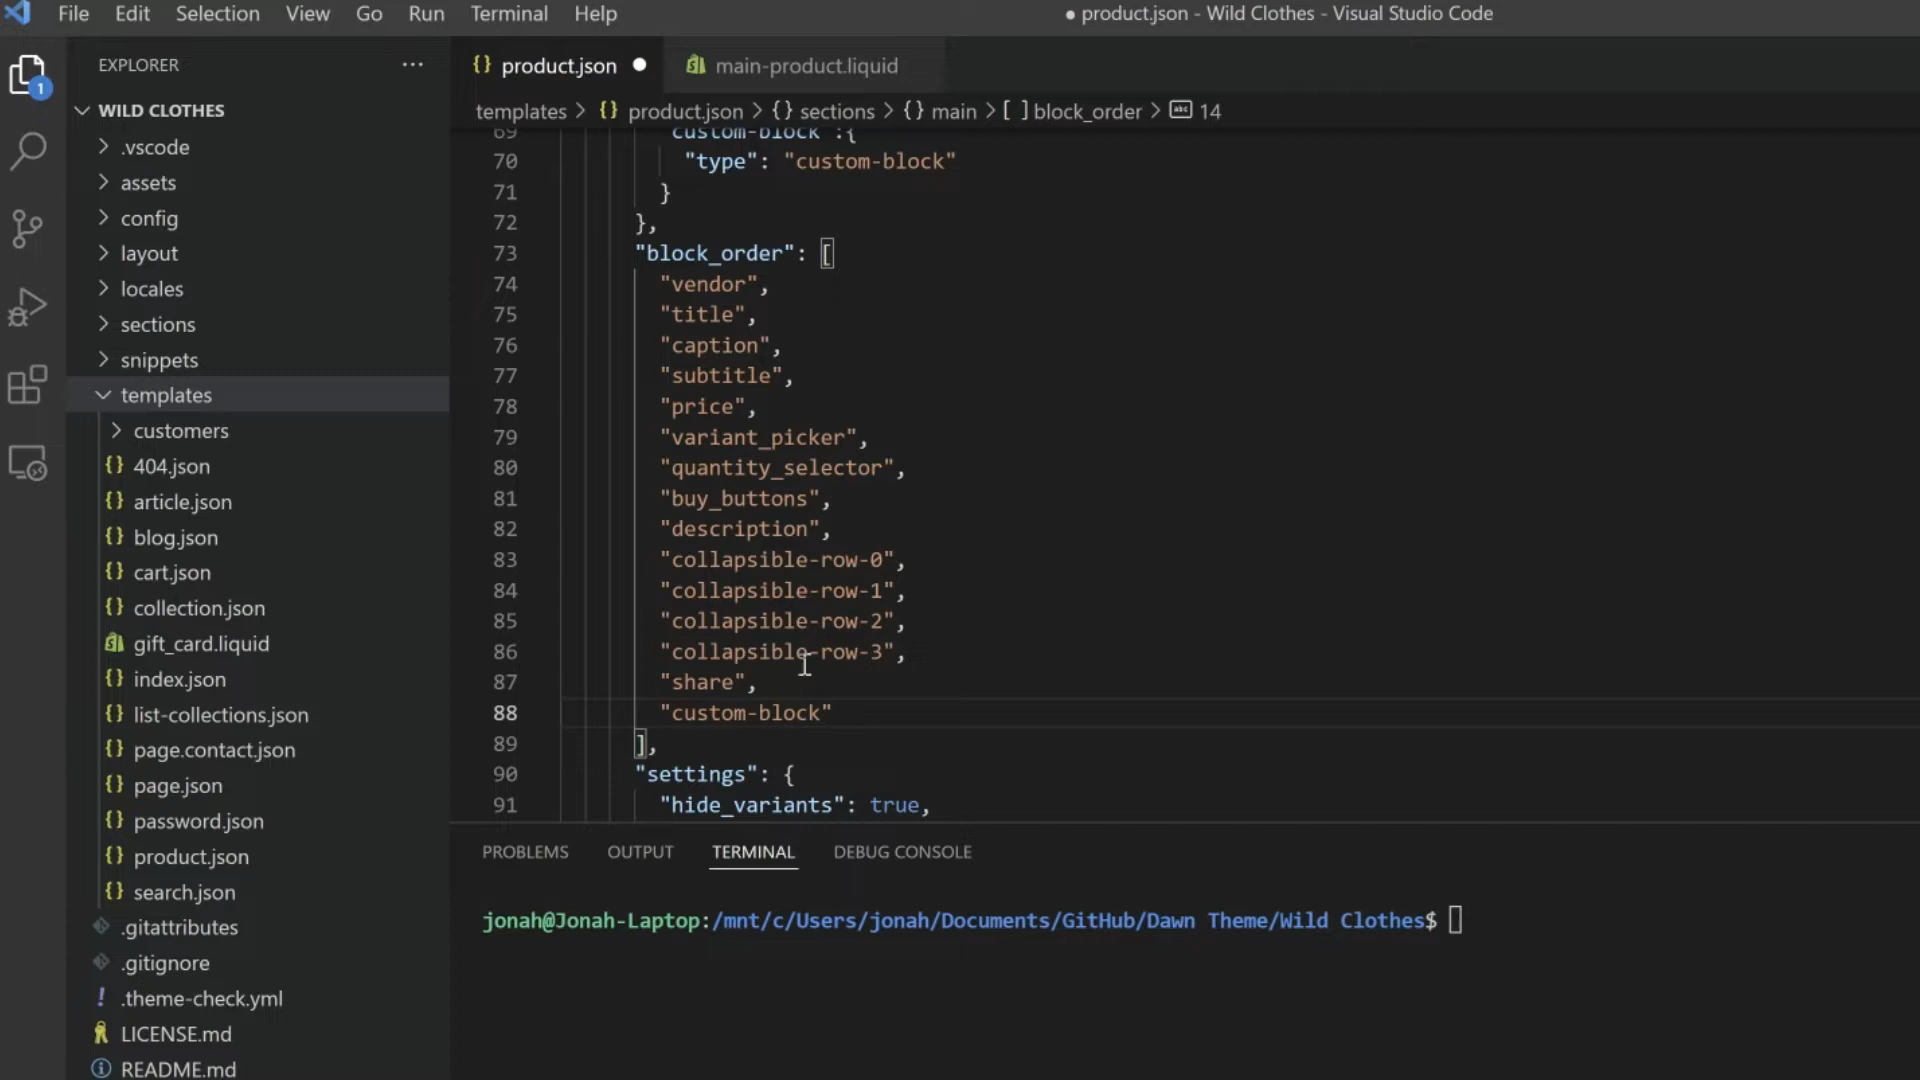 File Edit Selection View Go Run Terminal Help
● product.json - Wild Clothes - Visual Studio Code
1
EXPLORER ...
WILD CLOTHES
.vscode
assets
config
layout
locales
sections
snippets
templates
customers
{} 404.json
{} article.json
{} blog.json
{} cart.json
{} collection.json
gift_card.liquid
{} index.json
{} list-collections.json
{} page.contact.json
{} page.json
{} password.json
{} product.json
{} search.json
.gitattributes
.gitignore
! .theme-check.yml
LICENSE.md
README.md
{} product.json ● main-product.liquid
templates > {} product.json > {} sections > {} main > [ ] block_order > abc 14
69 custom-block :{
70 "type": "custom-block"
71 }
72 },
73 "block_order": [
74 "vendor",
75 "title",
76 "caption",
77 "subtitle",
78 "price",
79 "variant_picker",
80 "quantity_selector",
81 "buy_buttons",
82 "description",
83 "collapsible-row-0",
84 "collapsible-row-1",
85 "collapsible-row-2",
86 "collapsible-row-3",
87 "share",
88 "custom-block"
89 ],
90 "settings": {
91 "hide_variants": true,
PROBLEMS OUTPUT TERMINAL DEBUG CONSOLE
jonah@Jonah-Laptop:/mnt/c/Users/jonah/Documents/GitHub/Dawn Theme/Wild Clothes$